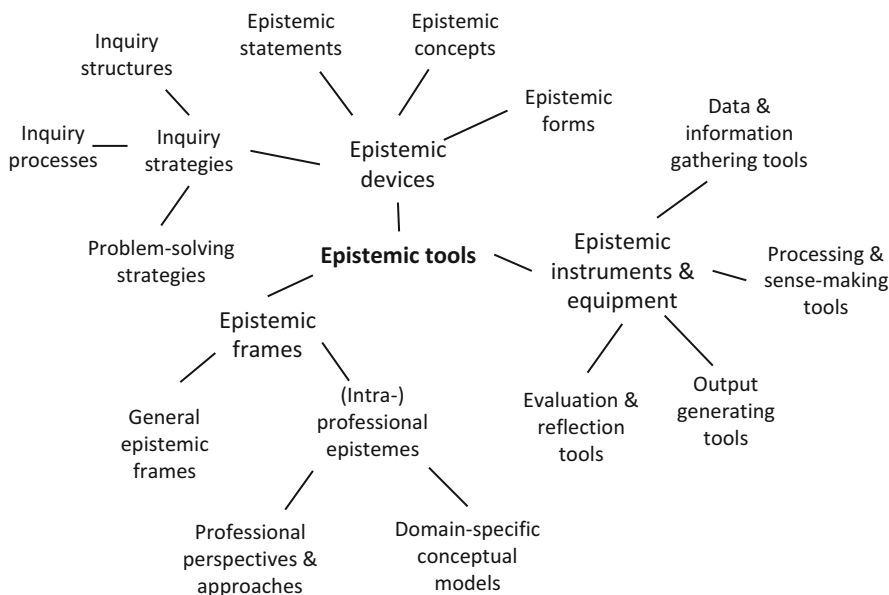 Epistemic
statements
Epistemic
concepts
Inquiry
structures
Epistemic
forms
Data &
information
gathering tools
Inquiry
processes
Inquiry
strategies
Epistemic
devices
Problem-solving
strategies
Epistemic tools
Epistemic
instruments &
equipment
Processing &
sense-making
tools
Epistemic
frames
General
epistemic
frames
(Intra-)
professional
epistemes
Evaluation &
reflection
tools
Output
generating
tools
Professional
perspectives &
approaches
Domain-specific
conceptual
models